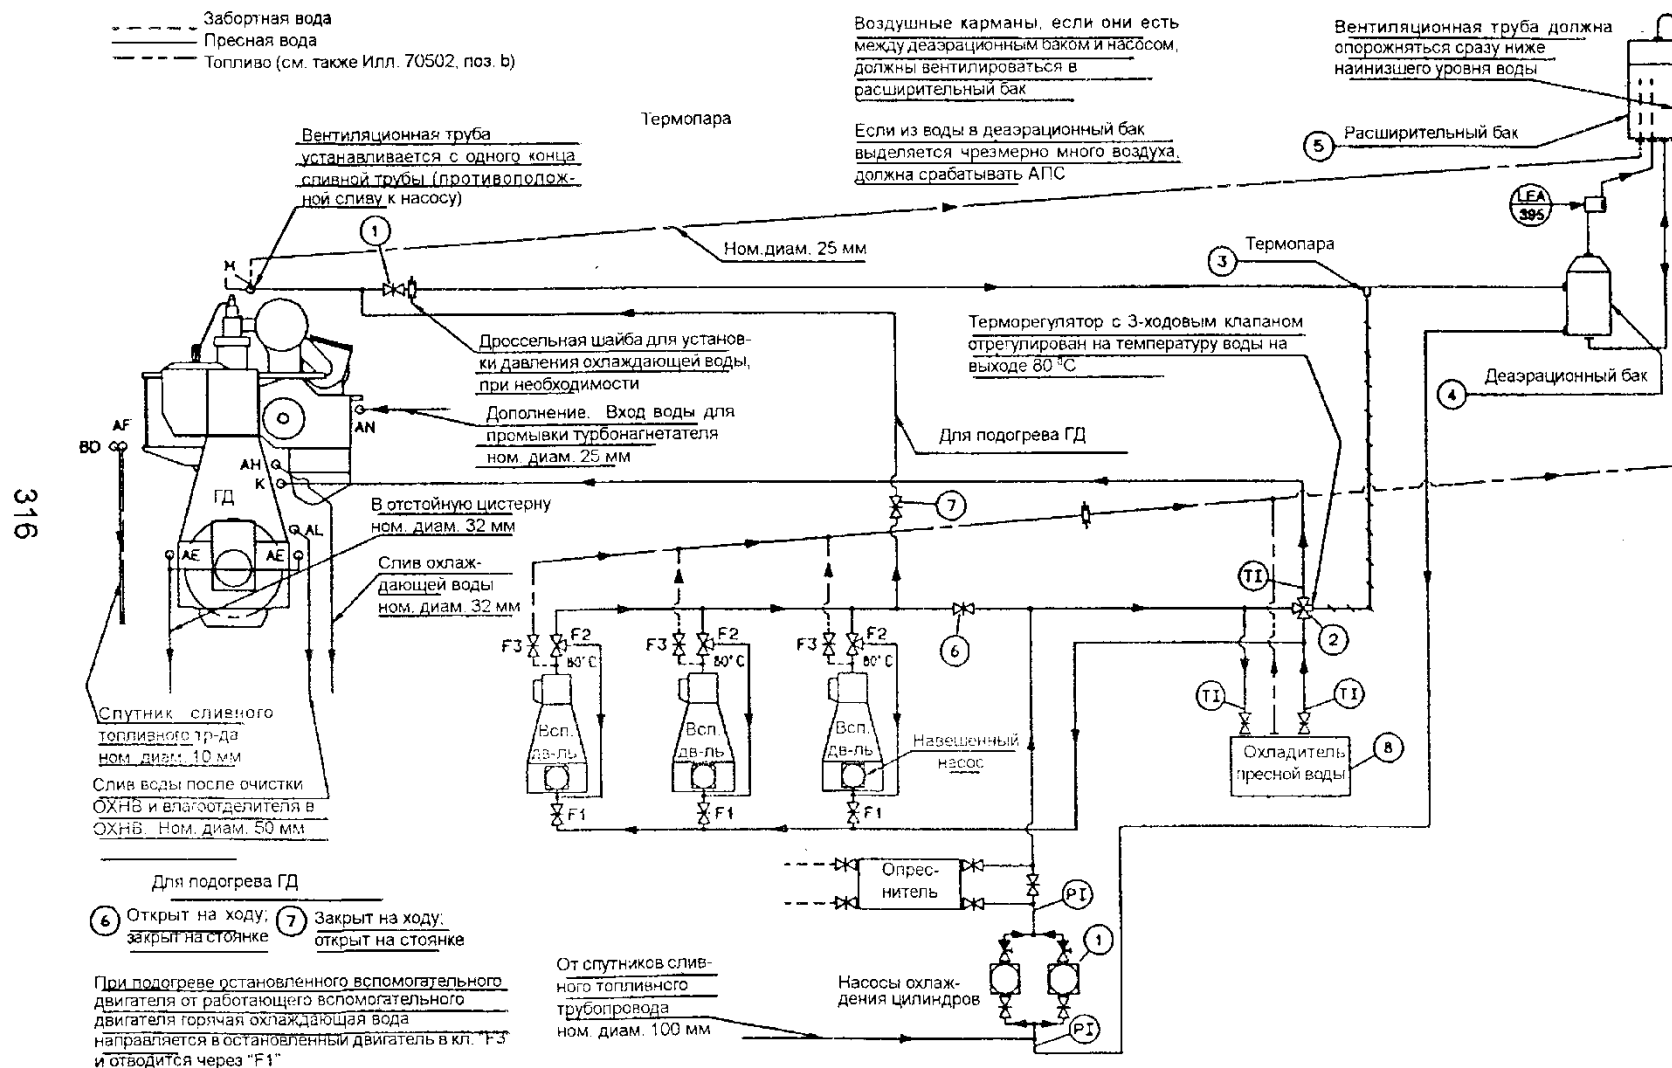 Забортная вода
Пресная вода
Топливо (см. также Илл. 70502, поз. b)
Воздушные карманы, если они есть
между деаэрационным баком и насосом,
должны вентилироваться в
расширительный бак
Если из воды в деаэрационный бак
выделяется чрезмерно много воздуха,
должна срабатывать АПС
Вентиляционная труба должна
опорожняться сразу ниже
наинизшего уровня воды
5
Расширительный бак
Термопара
Вентиляционная труба
устанавливается с одного конца
сливной трубы (противополож-
ной сливу к насосу)
LEA
395
1
Ном.диам. 25 мм
3
Термопара
М
Дроссельная шайба для установ-
ки давления охлаждающей воды,
при необходимости
Терморегулятор с 3-ходовым клапаном
отрегулирован на температуру воды на
выходе 80 °С
4
Деаэрационный бак
Дополнение. Вход воды для
промывки турбонагнетателя
ном. диам. 25 мм
AN
AF
BD
AH
K
ГД
AL
AE
AE
Для подогрева ГД
7
316
В отстойную цистерну
ном. диам. 32 мм
Слив охлаж-
дающей воды
ном. диам. 32 мм
TI
F3
F2
80°C
F3
F2
80°C
F3
F2
6
2
TI
TI
Всп.
дв-ль
Всп.
дв-ль
Всп.
дв-ль
Навешенный
насос
Охладитель
пресной воды
8
F1
F1
F1
Спутник сливного
топливного тр-да
ном. диам. 10 мм
Слив воды после очистки
ОХНВ и влагоотделителя в
ОХНВ. Ном. диам. 50 мм
Для подогрева ГД
6
Открыт на ходу;
закрыт на стоянке
7
Закрыт на ходу;
открыт на стоянке
Опрес-
нитель
PI
1
Насосы охлаж-
дения цилиндров
PI
От спутников слив-
ного топливного
трубопровода
ном. диам. 100 мм
При подогреве остановленного вспомогательного
двигателя от работающего вспомогательного
двигателя горячая охлаждающая вода
направляется в остановленный двигатель в кл. "F3"
и отводится через "F1"